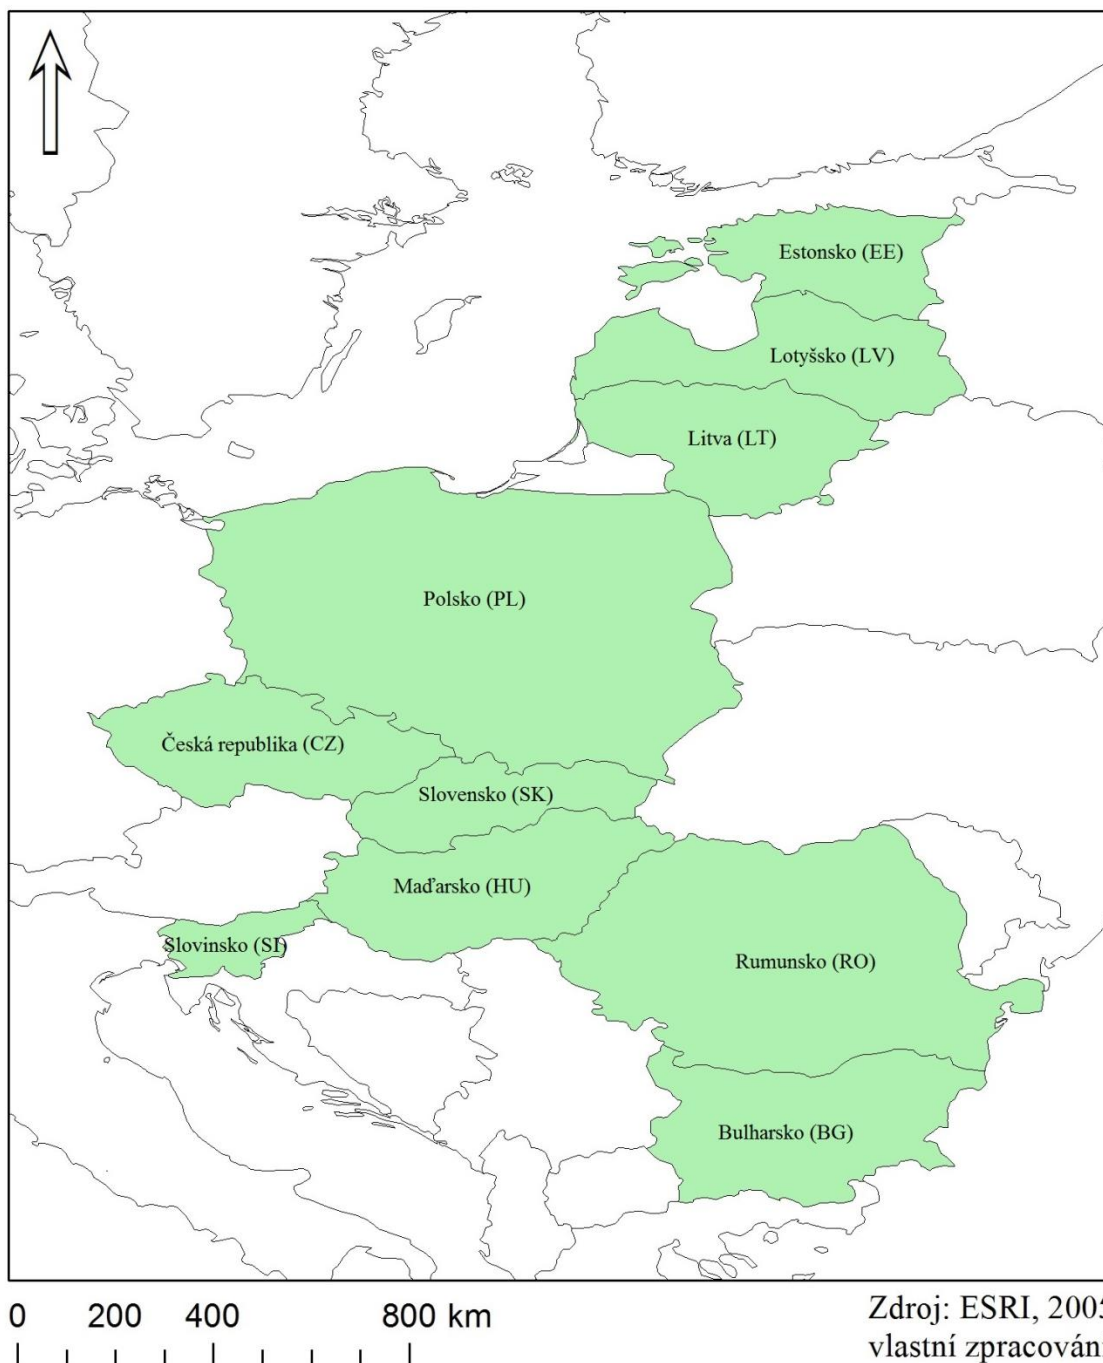 Estonsko (EE)
Lotyšsko (LV)
Litva (LT)
Polsko (PL)
Česká republika (CZ)
Slovensko (SK)
Maďarsko (HU)
Slovinsko (SI)
Rumunsko (RO)
Bulharsko (BG)
0 200 400 800 km
Zdroj: ESRI, 2005
vlastní zpracování